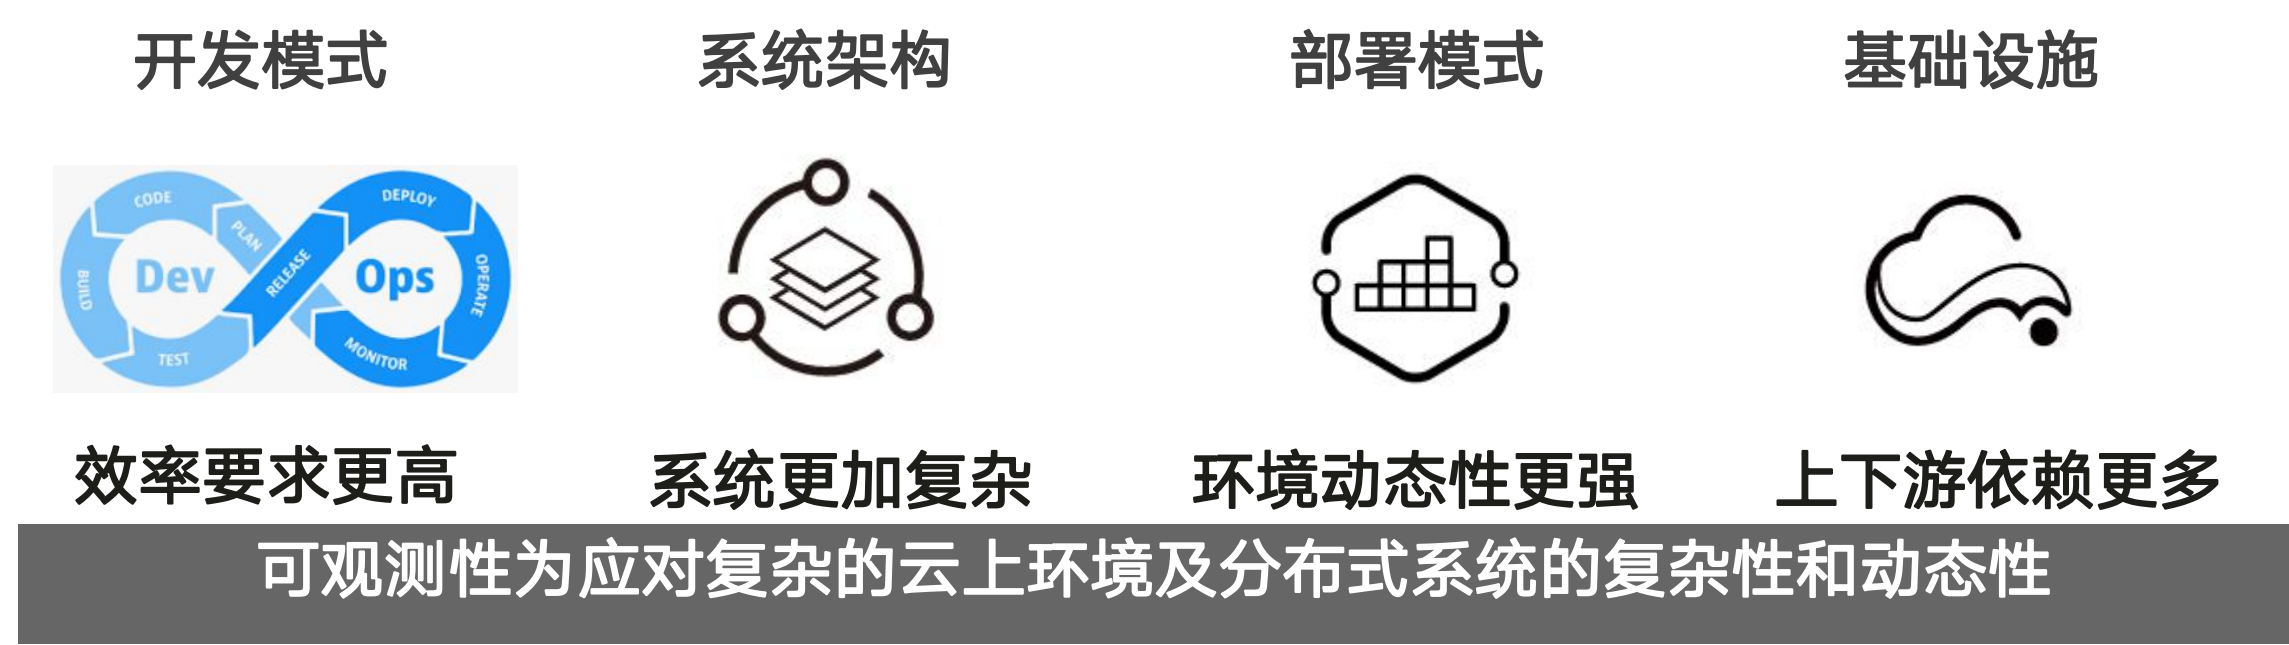 开发模式
系统架构
部署模式
基础设施
CODE
PLAN
BUILD
TEST
Dev
RELEASE
DEPLOY
OPERATE
MONITOR
Ops
效率要求更高
系统更加复杂
环境动态性更强
上下游依赖更多
可观测性为应对复杂的云上环境及分布式系统的复杂性和动态性